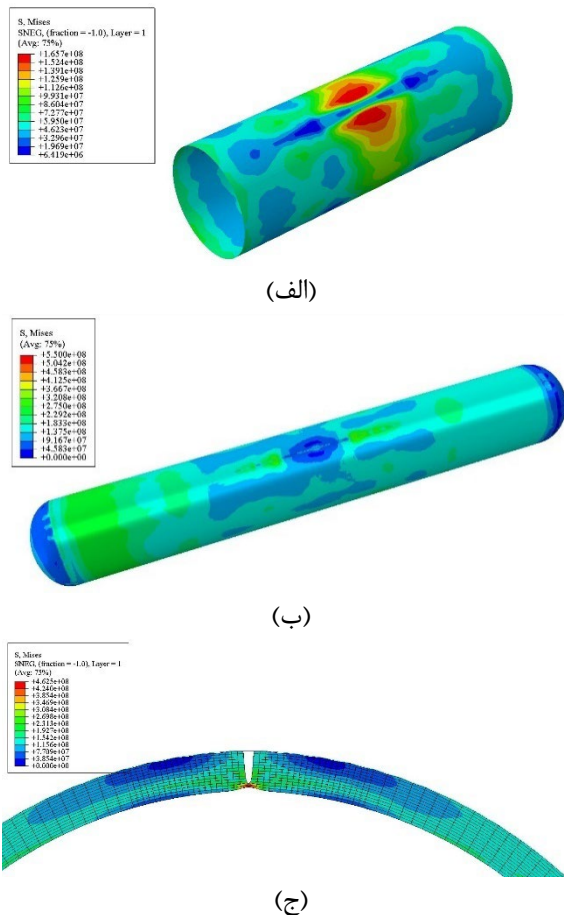 S, Mises
SNEG, (fraction = -1.0), Layer = 1
(Avg: 75%)
+1.657e+08
+1.524e+08
+1.391e+08
+1.259e+08
+1.126e+08
+9.931e+07
+8.604e+07
+7.277e+07
+5.950e+07
+4.623e+07
+3.296e+07
+1.969e+07
+6.419e+06
(الف)
S, Mises
(Avg: 75%)
+5.500e+08
+5.042e+08
+4.583e+08
+4.125e+08
+3.667e+08
+3.208e+08
+2.750e+08
+2.292e+08
+1.833e+08
+1.375e+08
+9.167e+07
+4.583e+07
+0.000e+00
(ب)
S, Mises
SNEG, (fraction = -1.0), Layer = 1
(Avg: 75%)
+4.625e+08
+4.240e+08
+3.854e+08
+3.469e+08
+3.084e+08
+2.698e+08
+2.313e+08
+1.927e+08
+1.542e+08
+1.156e+08
+7.709e+07
+3.854e+07
+0.000e+00
(ج)